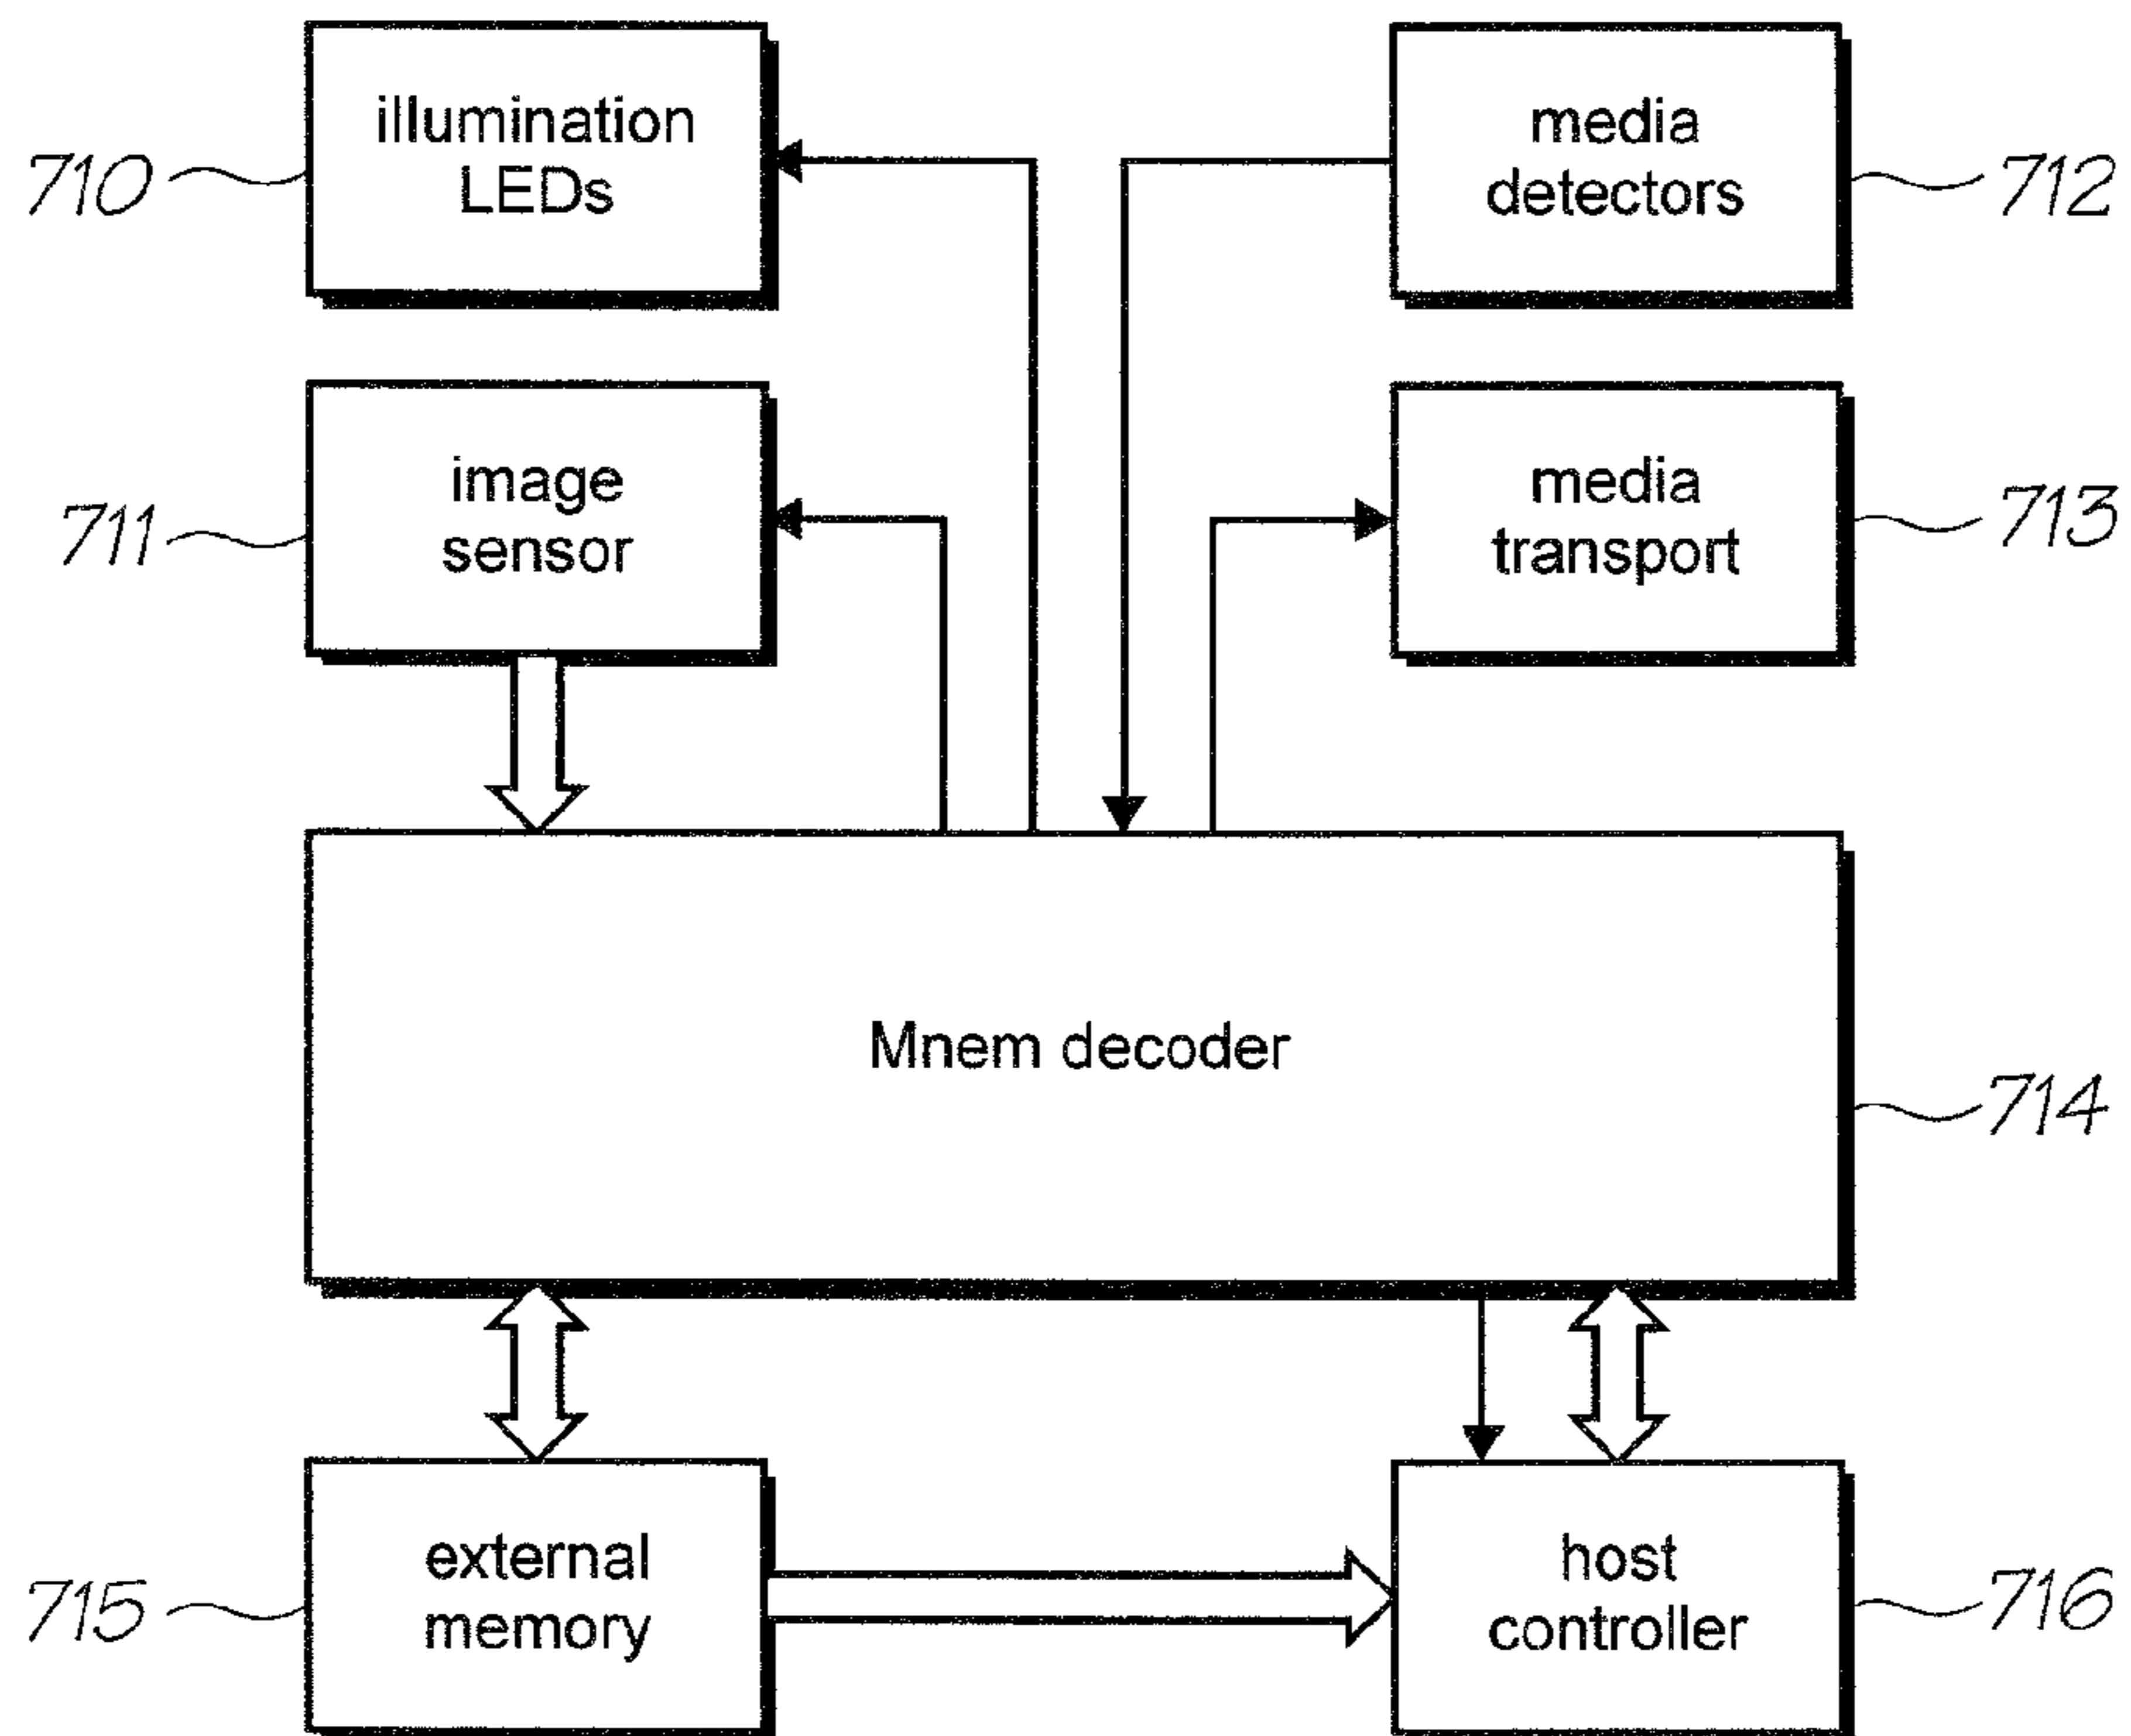 illumination
LEDs
710
media
detectors
712
image
sensor
711
media
transport
713
Mnem decoder
714
external
memory
715
host
controller
716